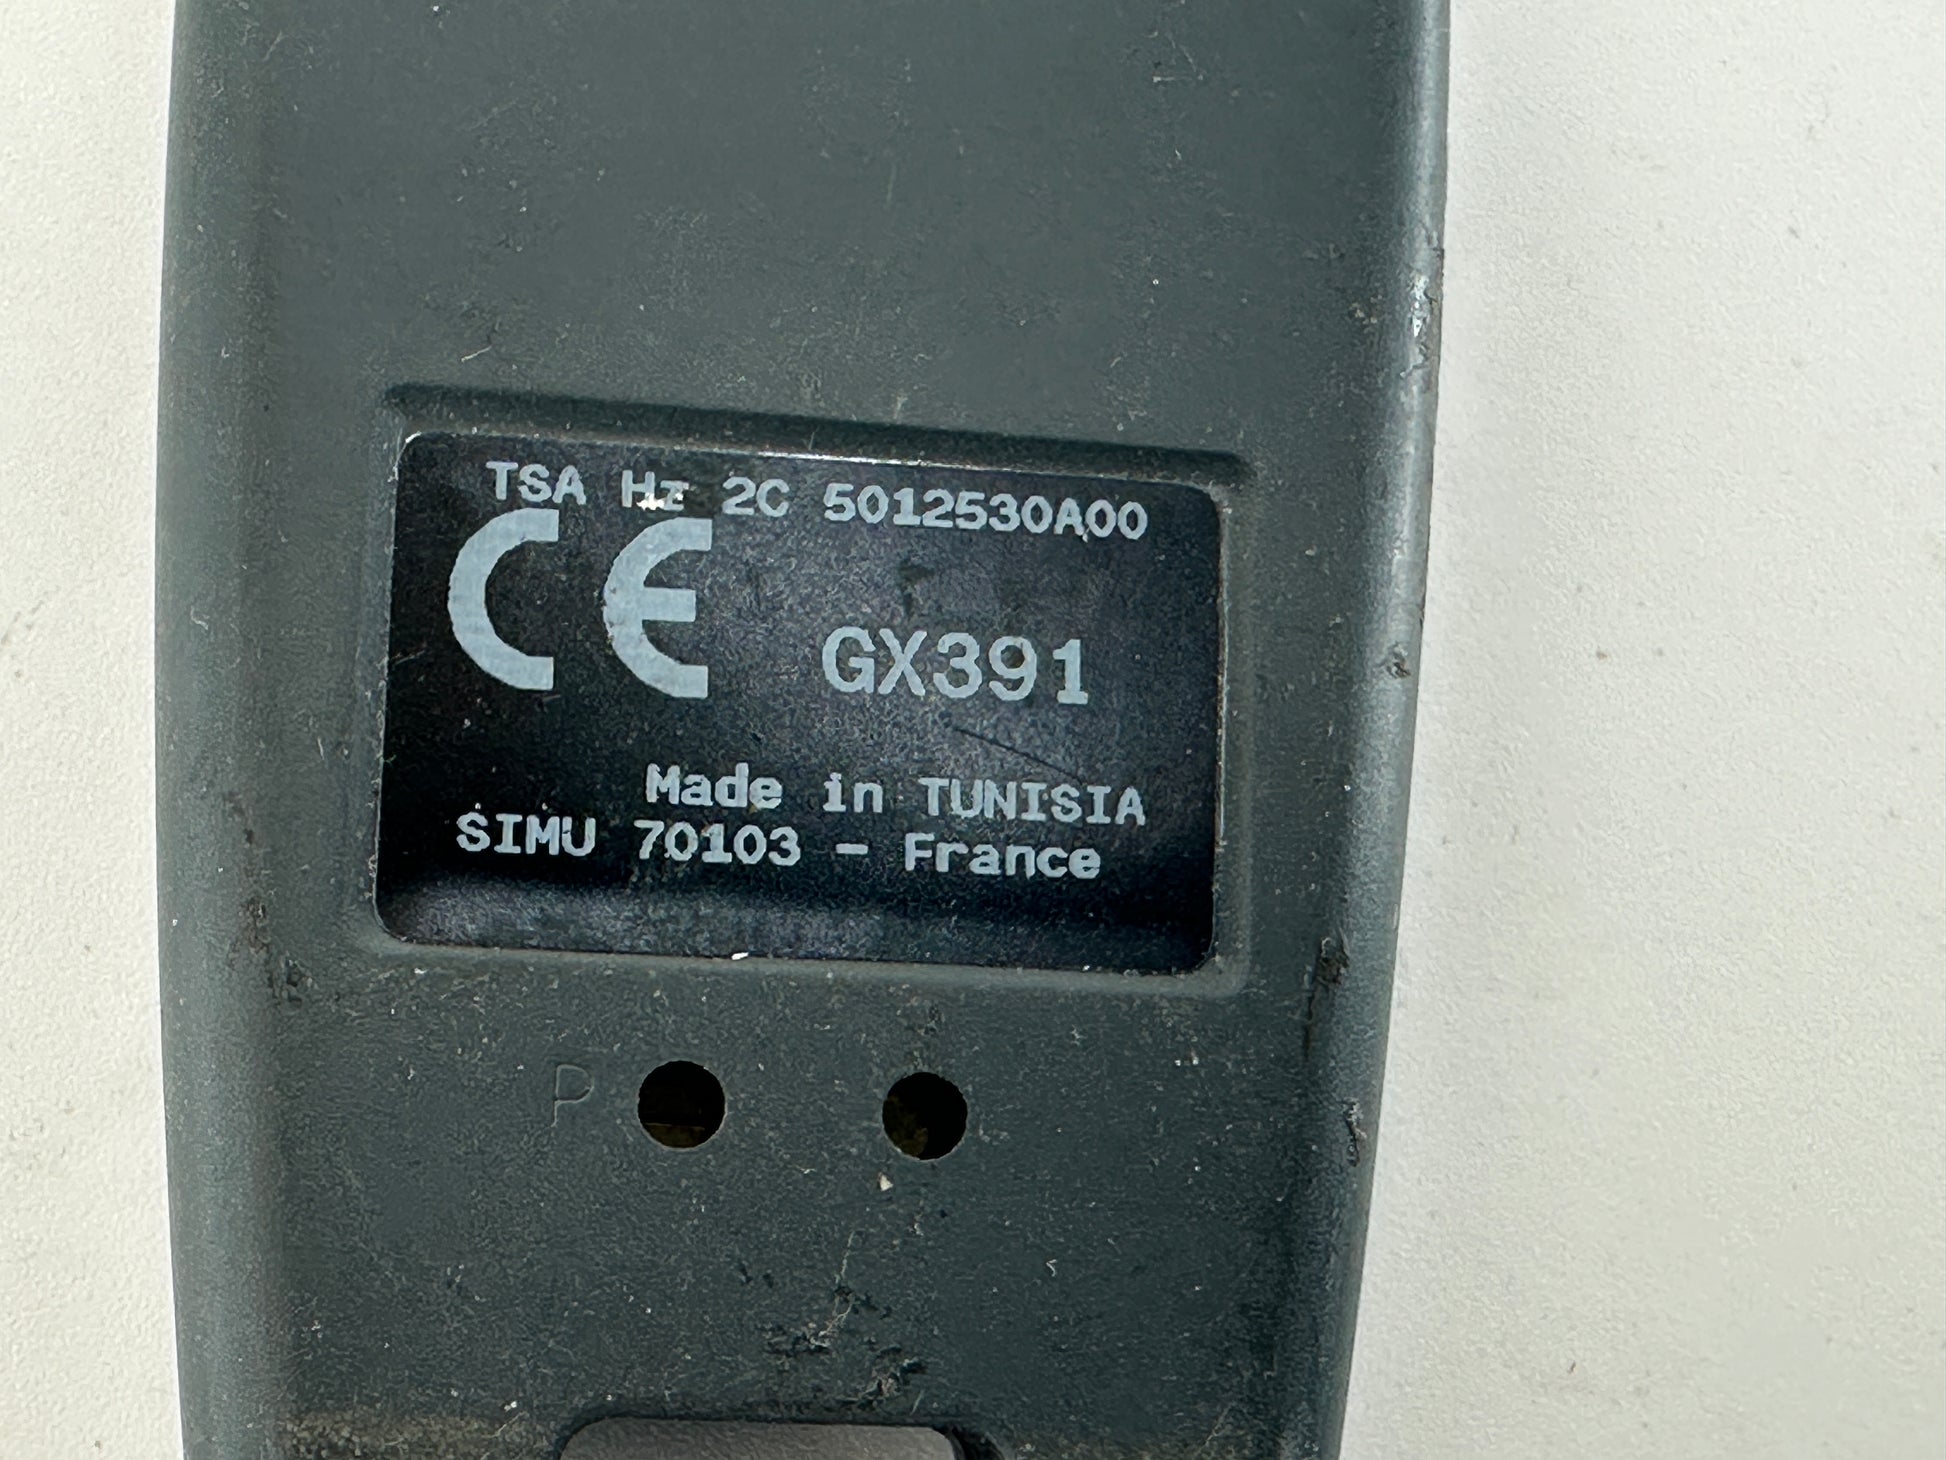 TSA Hz 2C 5012530A00
CE GX391
Made in TUNISIA
SIMU 70103 - France
P